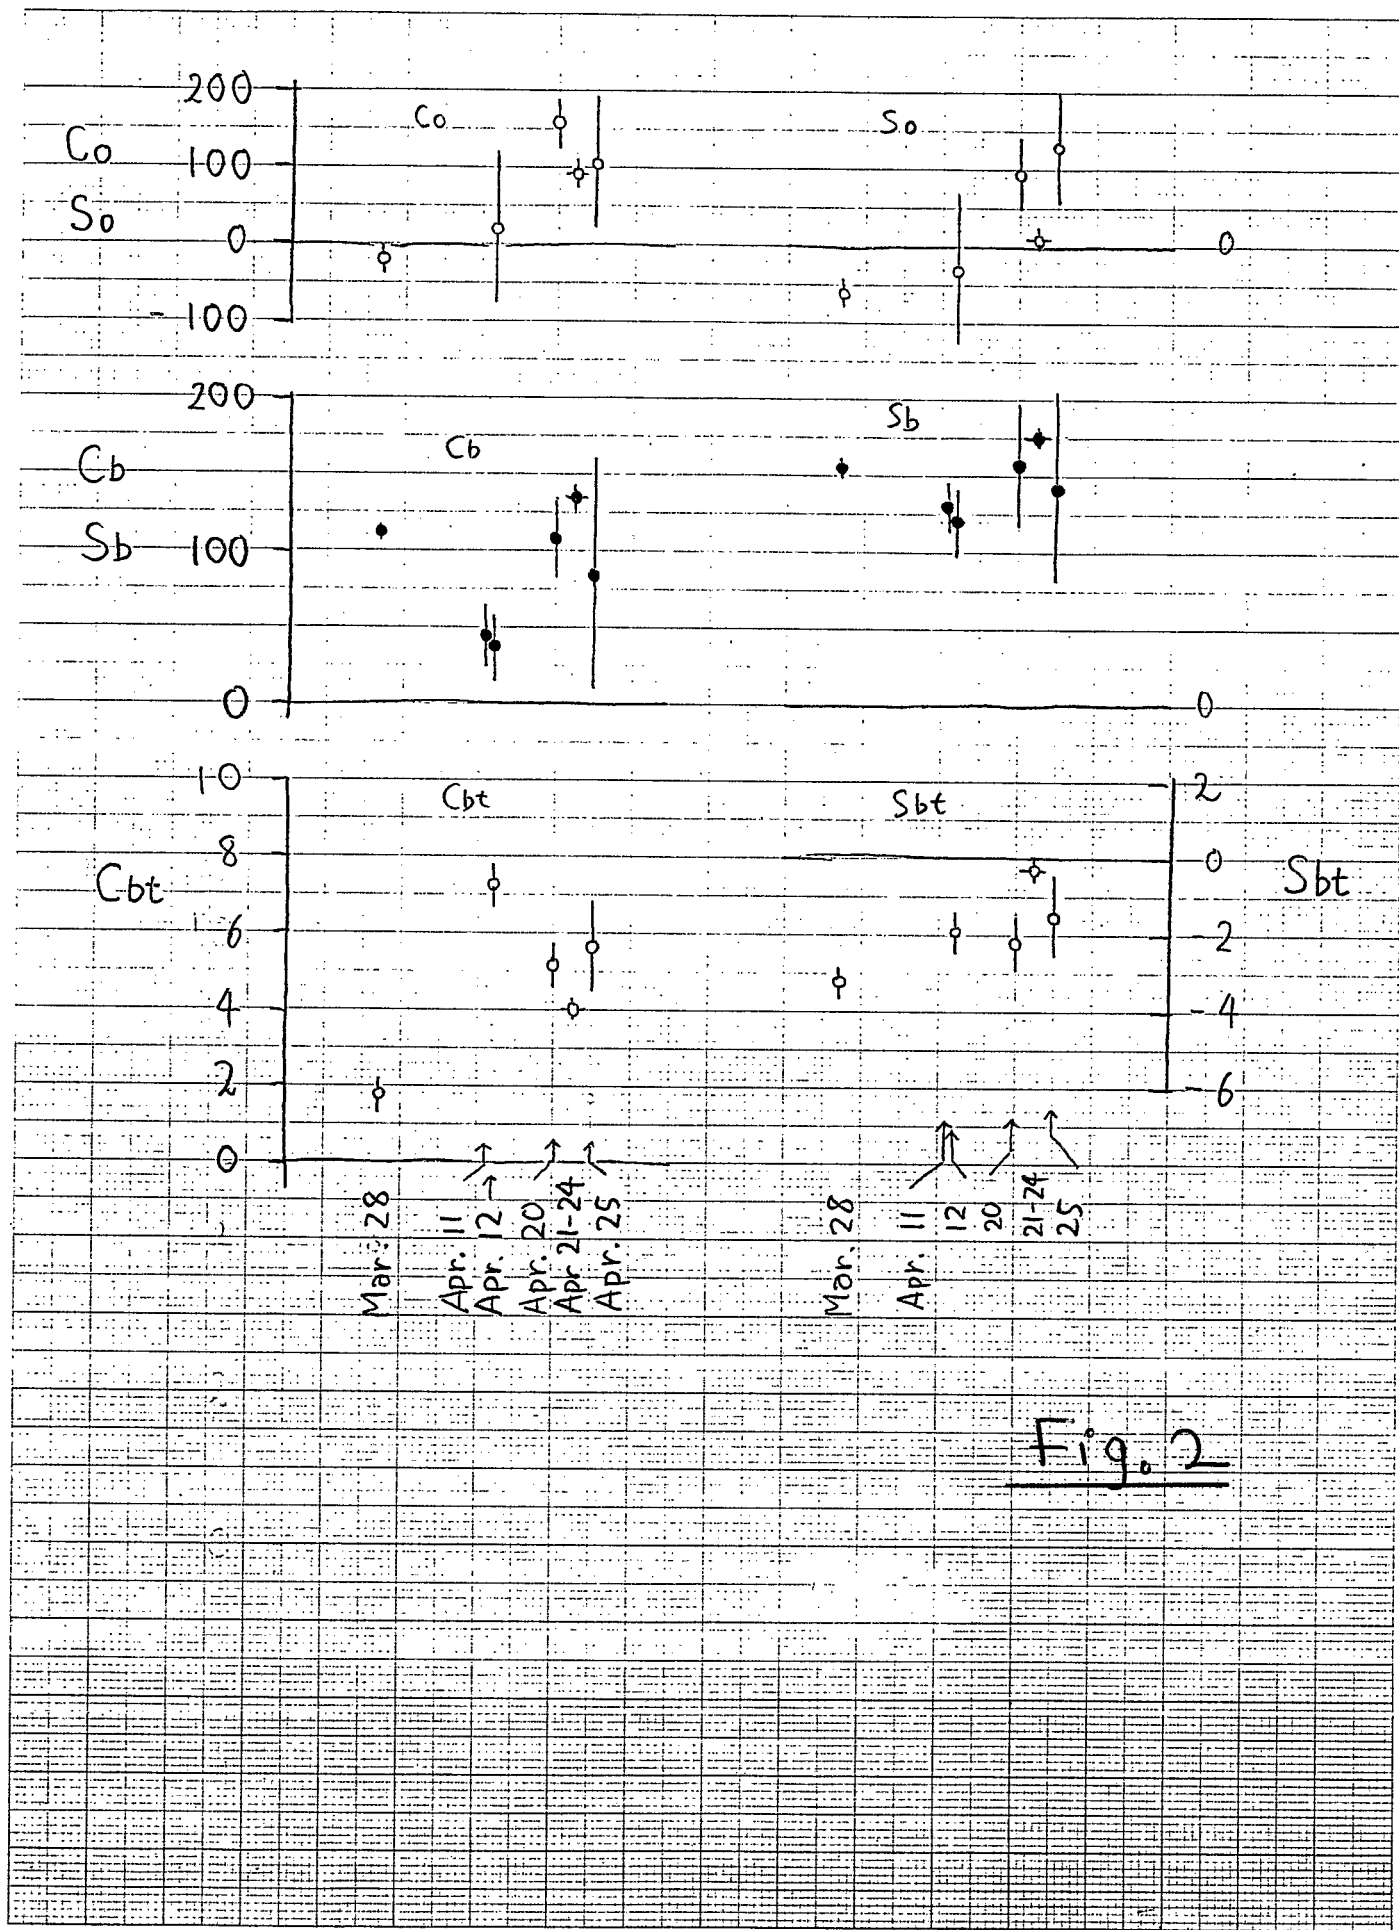 200
Co
So
Co
100
So
0
0
- 100
200
Sb
Cb
Cb
Sb
100
0
0
10
2
Cbt
Sbt
8
0
Cbt
Sbt
6
-2
4
-4
2
-6
0
Mar. 28
Apr. 11
Apr. 12→
Apr. 20
Apr 21-24
Apr. 25
Mar. 28
Apr. 11
12
20
21-24
25
Fig. 2